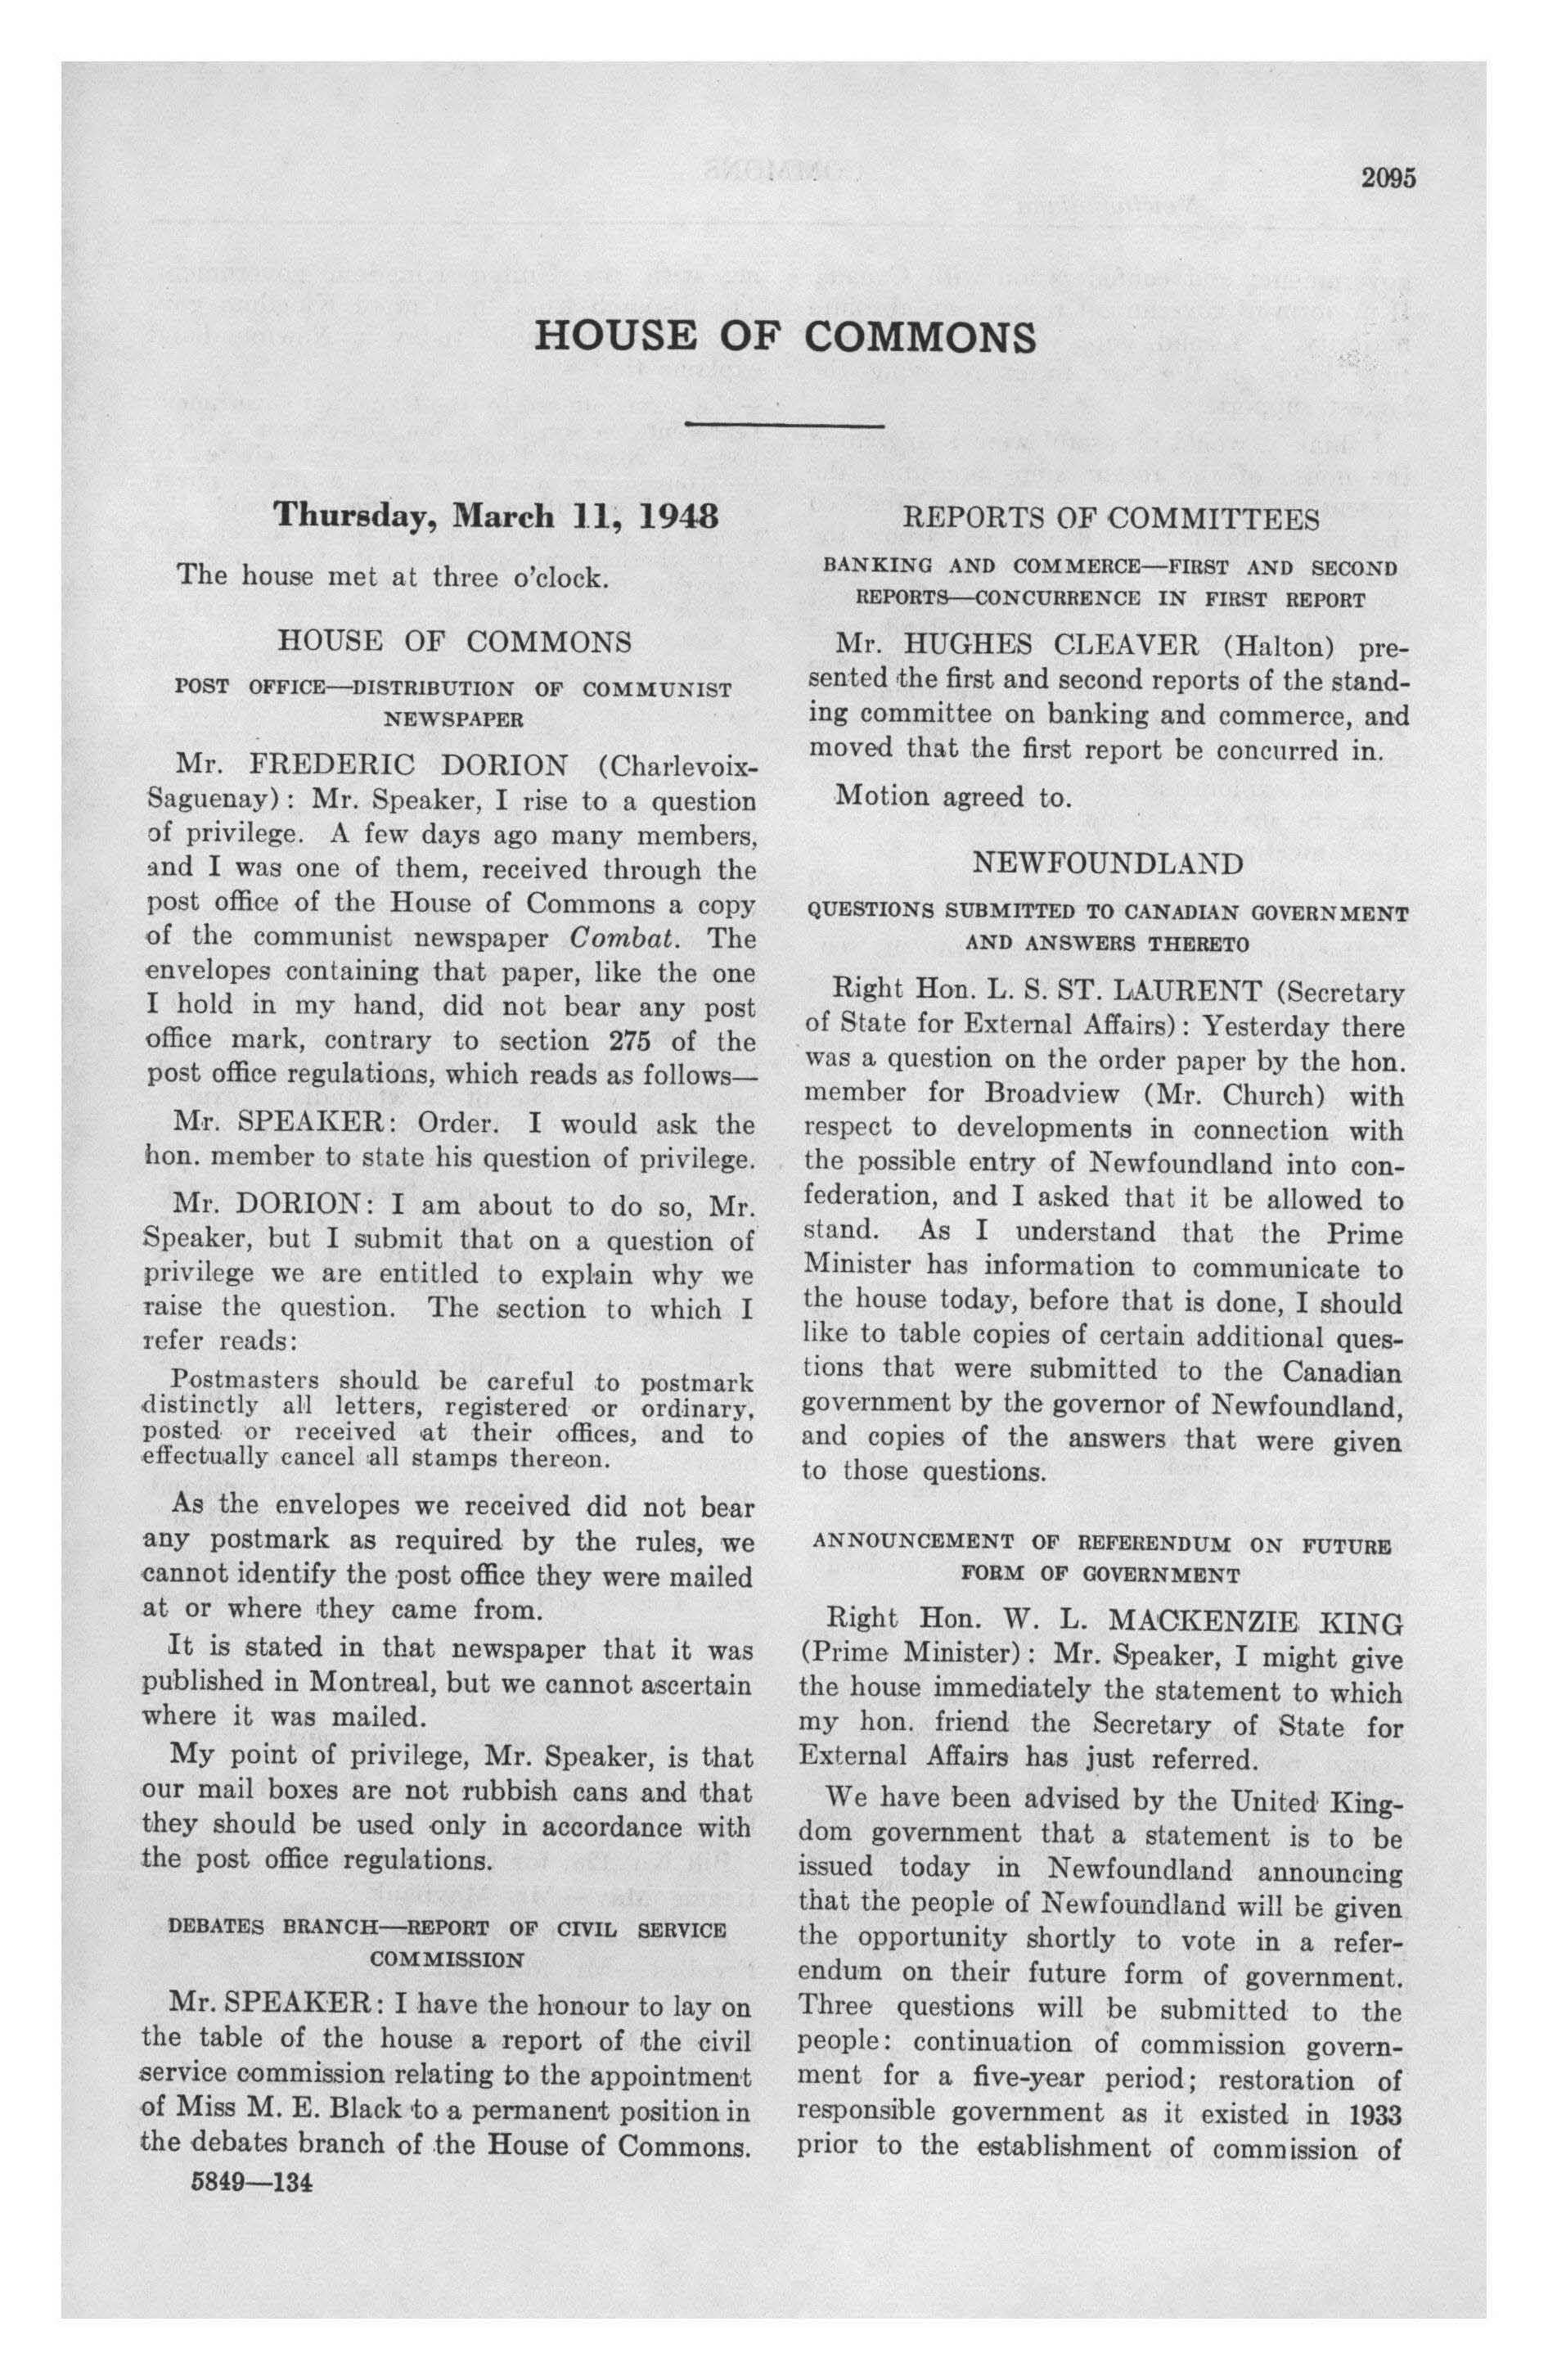 2095
HOUSE OF COMMONS
Thursday, March 11, 1948
The house met at three o'clock.
HOUSE OF COMMONS
POST OFFICE—DISTRIBUTION OF COMMUNIST
NEWSPAPER
Mr. FREDERIC DORION (Charlevoix-
Saguenay): Mr. Speaker, I rise to a question
of privilege. A few days ago many members,
and I was one of them, received through the
post office of the House of Commons a copy
of the communist newspaper Combat. The
envelopes containing that paper, like the one
I hold in my hand, did not bear any post
office mark, contrary to section 275 of the
post office regulations, which reads as follows—
Mr. SPEAKER: Order. I would ask the
hon. member to state his question of privilege.
Mr. DORION: I am about to do so, Mr.
Speaker, but I submit that on a question of
privilege we are entitled to explain why we
raise the question. The section to which I
refer reads:
Postmasters should be careful to postmark
distinctly all letters, registered or ordinary,
posted or received at their offices, and to
effectually cancel all stamps thereon.
As the envelopes we received did not bear
any postmark as required by the rules, we
cannot identify the post office they were mailed
at or where they came from.
It is stated in that newspaper that it was
published in Montreal, but we cannot ascertain
where it was mailed.
My point of privilege, Mr. Speaker, is that
our mail boxes are not rubbish cans and that
they should be used only in accordance with
the post office regulations.
DEBATES BRANCH—REPORT OF CIVIL SERVICE
COMMISSION
Mr. SPEAKER: I have the honour to lay on
the table of the house a report of the civil
service commission relating to the appointment
of Miss M. E. Black to a permanent position in
the debates branch of the House of Commons.
5849—134
REPORTS OF COMMITTEES
BANKING AND COMMERCE—FIRST AND SECOND
REPORTS—CONCURRENCE IN FIRST REPORT
Mr. HUGHES CLEAVER (Halton) pre-
sented the first and second reports of the stand-
ing committee on banking and commerce, and
moved that the first report be concurred in.
Motion agreed to.
NEWFOUNDLAND
QUESTIONS SUBMITTED TO CANADIAN GOVERNMENT
AND ANSWERS THERETO
Right Hon. L. S. ST. LAURENT (Secretary
of State for External Affairs): Yesterday there
was a question on the order paper by the hon.
member for Broadview (Mr. Church) with
respect to developments in connection with
the possible entry of Newfoundland into con-
federation, and I asked that it be allowed to
stand. As I understand that the Prime
Minister has information to communicate to
the house today, before that is done, I should
like to table copies of certain additional ques-
tions that were submitted to the Canadian
government by the governor of Newfoundland,
and copies of the answers that were given
to those questions.
ANNOUNCEMENT OF REFERENDUM ON FUTURE
FORM OF GOVERNMENT
Right Hon. W. L. MACKENZIE KING
(Prime Minister): Mr. Speaker, I might give
the house immediately the statement to which
my hon. friend the Secretary of State for
External Affairs has just referred.
We have been advised by the United King-
dom government that a statement is to be
issued today in Newfoundland announcing
that the people of Newfoundland will be given
the opportunity shortly to vote in a refer-
endum on their future form of government.
Three questions will be submitted to the
people: continuation of commission govern-
ment for a five-year period; restoration of
responsible government as it existed in 1933
prior to the establishment of commission of